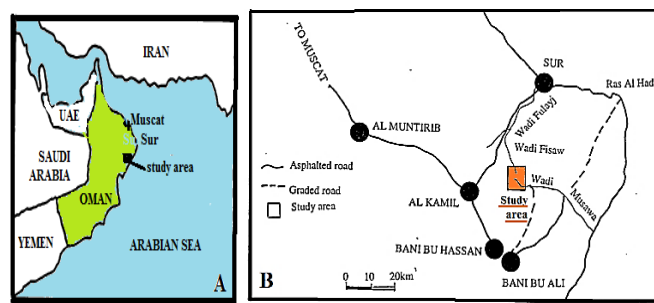 IRAN
UAE
Muscat
Sur
SAUDI
ARABIA
study area
OMAN
YEMEN
ARABIAN SEA
A
TO MUSCAT
SUR
Ras Al Had
Wadi Fulayj
AL MUNTIRIB
Wadi Fisaw
Asphalted road
Wadi
Musawa
Graded road
Study area
AL KAMIL
Study
area
BANI BU HASSAN
BANI BU ALI
0 10 20km
B